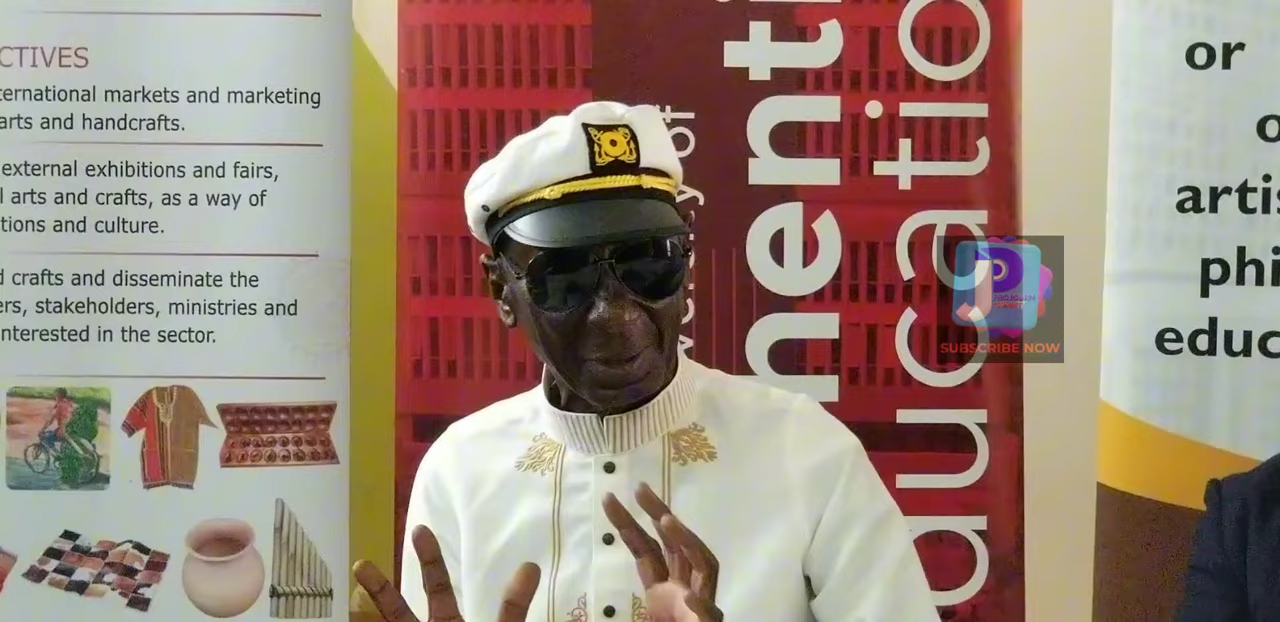 CTIVES
ternational markets and marketing
arts and handcrafts.
external exhibitions and fairs,
l arts and crafts, as a way of
tions and culture.
d crafts and disseminate the
ers, stakeholders, ministries and
nterested in the sector.
ment
ducatio
or
o
artis
phi
educ
SUBSCRIBE NOW